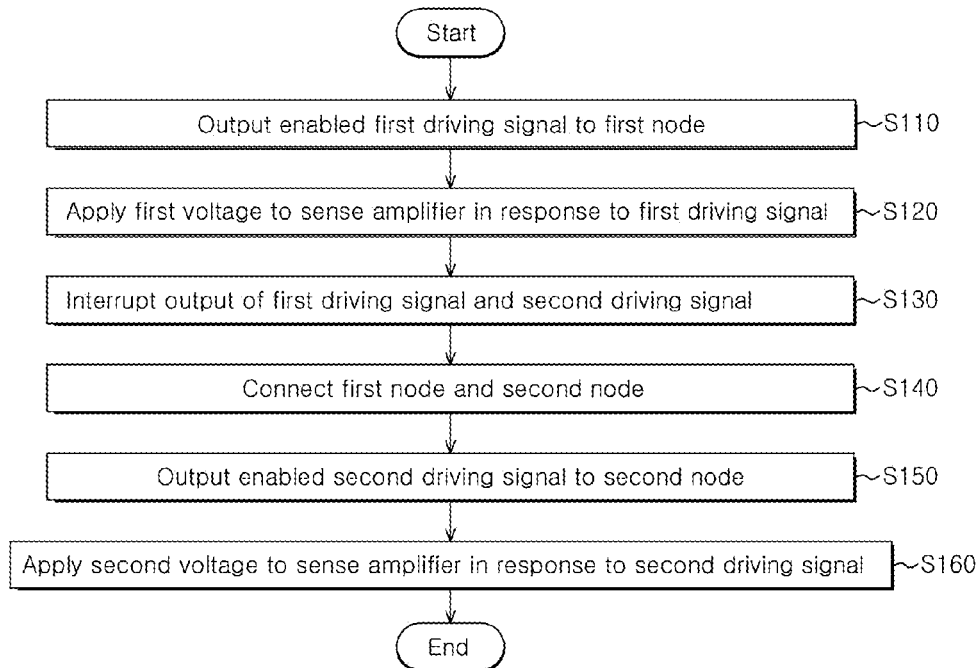 Start
Output enabled first driving signal to first node
S110
Apply first voltage to sense amplifier in response to first driving signal
S120
Interrupt output of first driving signal and second driving signal
S130
Connect first node and second node
S140
Output enabled second driving signal to second node
S150
Apply second voltage to sense amplifier in response to second driving signal
S160
End